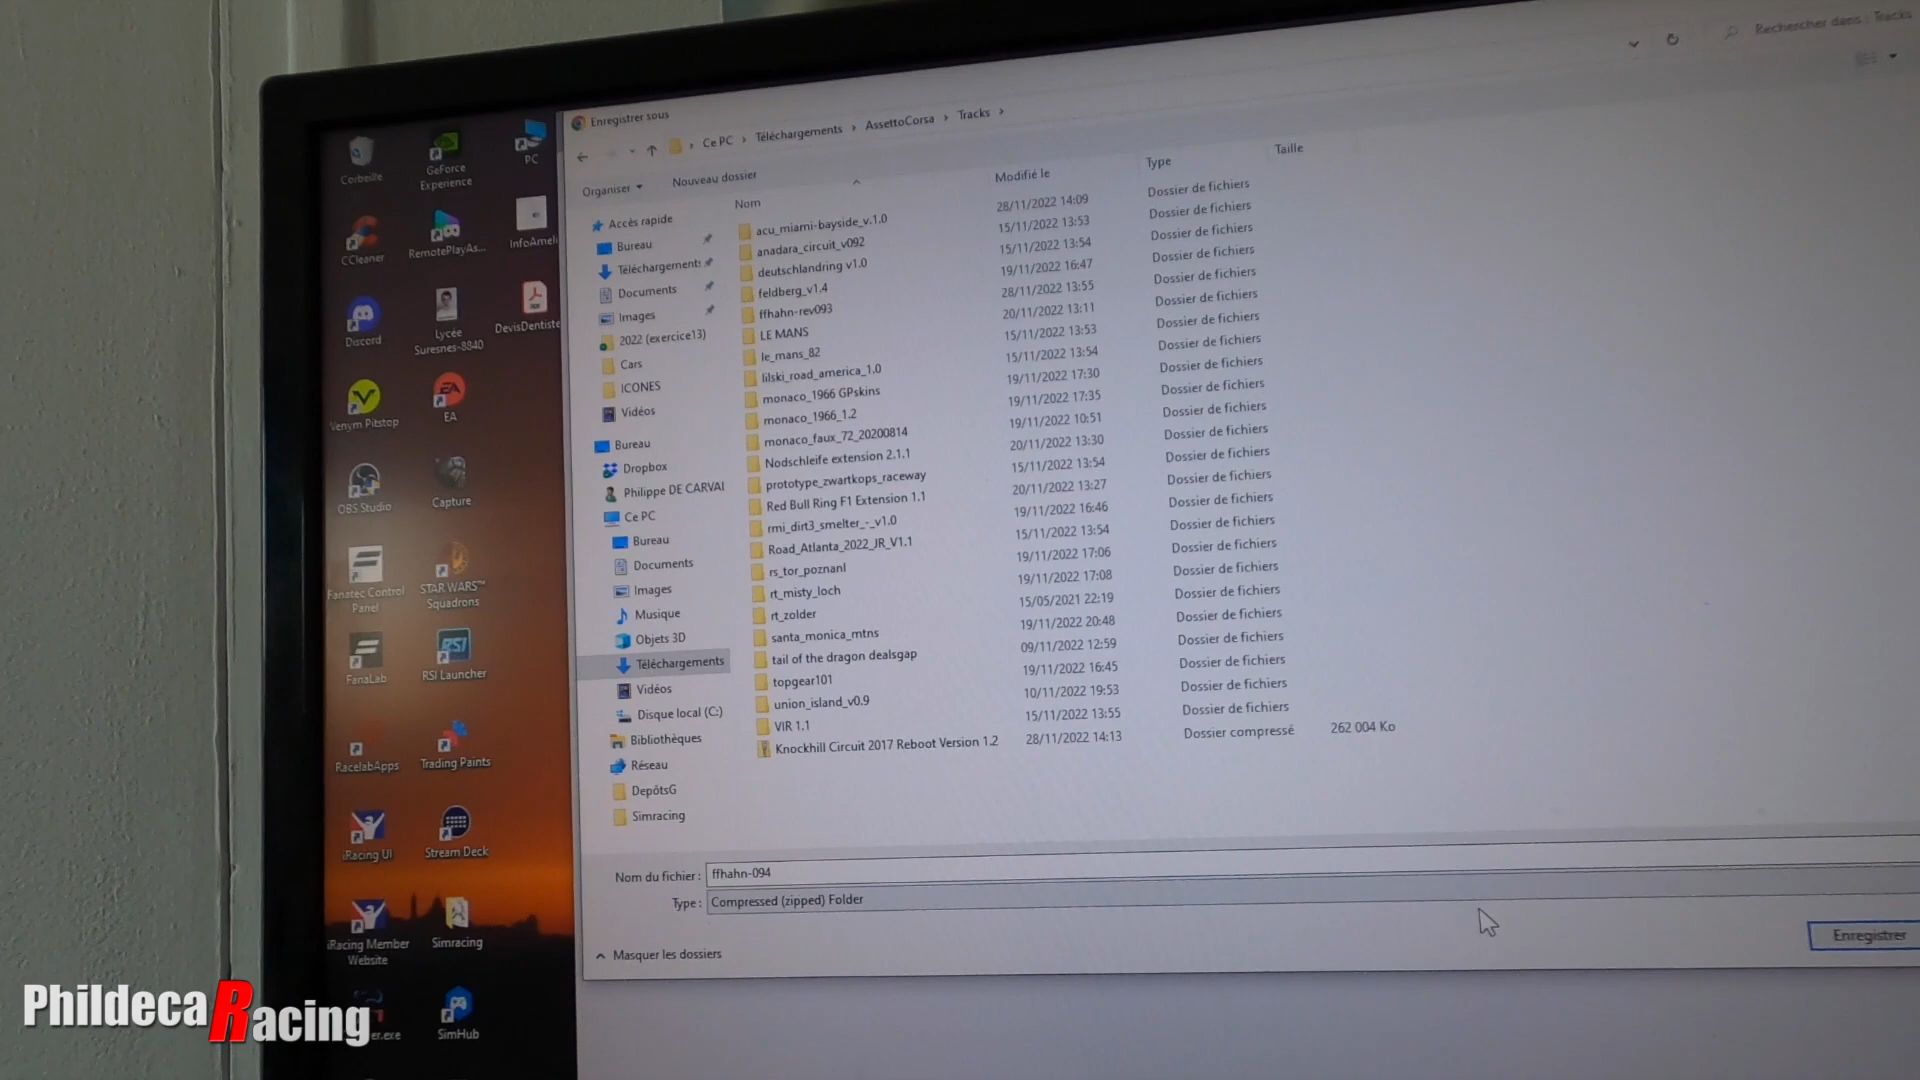 Enregistrer sous
Ce PC › Téléchargements › AssettoCorsa › Tracks ›
Rechercher dans : Tracks
Organiser
Nouveau dossier
Nom
Modifié le
Type
Taille
acu_miami-bayside_v.1.0 28/11/2022 14:09 Dossier de fichiers
anadara_circuit_v092 15/11/2022 13:53 Dossier de fichiers
deutschlandring v1.0 15/11/2022 13:54 Dossier de fichiers
feldberg_v1.4 19/11/2022 16:47 Dossier de fichiers
ffhahn-rev093 28/11/2022 13:55 Dossier de fichiers
LE MANS 20/11/2022 13:11 Dossier de fichiers
le_mans_82 15/11/2022 13:53 Dossier de fichiers
lilski_road_america_1.0 15/11/2022 13:54 Dossier de fichiers
monaco_1966 GPskins 19/11/2022 17:30 Dossier de fichiers
monaco_1966_1.2 19/11/2022 17:35 Dossier de fichiers
monaco_faux_72_20200814 19/11/2022 10:51 Dossier de fichiers
Nodschleife extension 2.1.1 20/11/2022 13:30 Dossier de fichiers
prototype_zwartkops_raceway 15/11/2022 13:54 Dossier de fichiers
Red Bull Ring F1 Extension 1.1 20/11/2022 13:27 Dossier de fichiers
rmi_dirt3_smelter_-_v1.0 19/11/2022 16:46 Dossier de fichiers
Road_Atlanta_2022_JR_V1.1 15/11/2022 13:54 Dossier de fichiers
rs_tor_poznanl 19/11/2022 17:06 Dossier de fichiers
rt_misty_loch 19/11/2022 17:08 Dossier de fichiers
rt_zolder 15/05/2021 22:19 Dossier de fichiers
santa_monica_mtns 19/11/2022 20:48 Dossier de fichiers
tail of the dragon dealsgap 09/11/2022 12:59 Dossier de fichiers
topgear101 19/11/2022 16:45 Dossier de fichiers
union_island_v0.9 10/11/2022 19:53 Dossier de fichiers
VIR 1.1 15/11/2022 13:55 Dossier de fichiers
Knockhill Circuit 2017 Reboot Version 1.2 28/11/2022 14:13 Dossier compressé 262 004 Ko
Accès rapide
Bureau
Téléchargements
Documents
Images
2022 (exercice13)
Cars
ICONES
Vidéos
Bureau
Dropbox
Philippe DE CARVAL
Ce PC
Bureau
Documents
Images
Musique
Objets 3D
Téléchargements
Vidéos
Disque local (C:)
Bibliothèques
Réseau
DepôtsG
Simracing
Nom du fichier : ffhahn-094
Type : Compressed (zipped) Folder
Masquer les dossiers
Enregistrer
Corbeille
GeForce
Experience
PC
CCleaner
RemotePlayAs...
InfoAmeli
Discord
Lycée
Suresnes-8840
DevisDentiste
Venym Pitstop
EA
OBS Studio
Capture
Fanatec Control
Panel
STAR WARS™
Squadrons
FanaLab
RSI
RSI Launcher
RacelabApps
Trading Paints
iRacing UI
Stream Deck
iRacing Member
Website
Simracing
er.exe
SimHub
Phildeca Racing